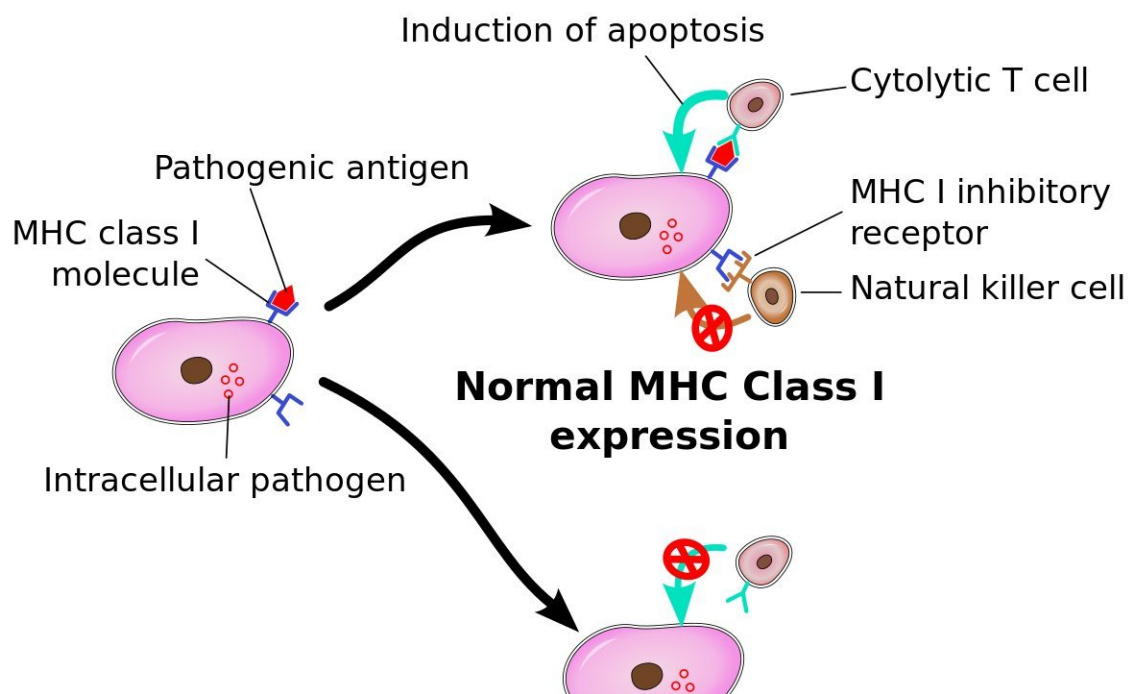 Induction of apoptosis
Cytolytic T cell
Pathogenic antigen
MHC I inhibitory
receptor
MHC class I
molecule
Natural killer cell
Normal MHC Class I
expression
Intracellular pathogen